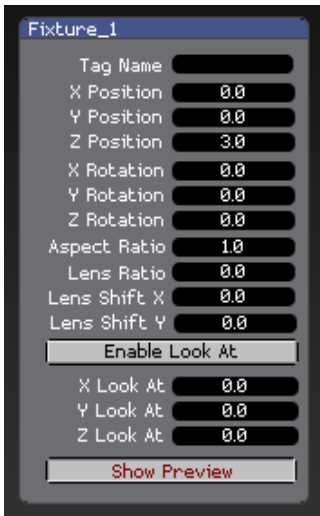 Fixture_1
Tag Name
X Position 0.0
Y Position 0.0
Z Position 3.0
X Rotation 0.0
Y Rotation 0.0
Z Rotation 0.0
Aspect Ratio 1.0
Lens Ratio 0.0
Lens Shift X 0.0
Lens Shift Y 0.0
Enable Look At
X Look At 0.0
Y Look At 0.0
Z Look At 0.0
Show Preview